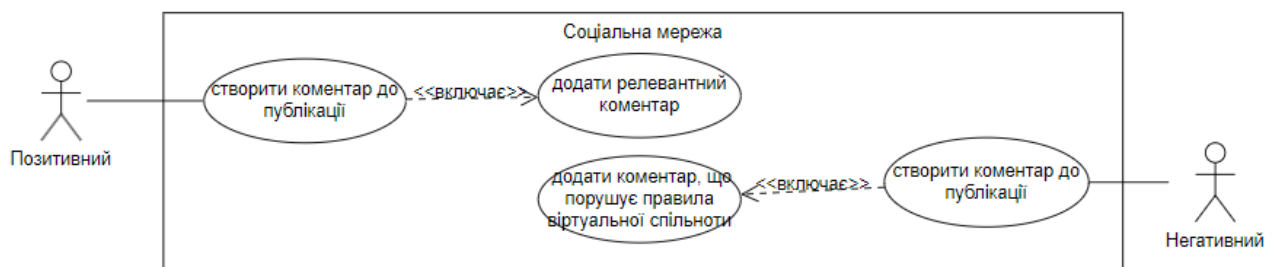 Соціальна мережа
створити коментар до
публікації
<<включає>>
додати релевантний
коментар
Позитивний
додати коментар, що
порушує правила
віртуальної спільноти
<<включає>>
створити коментар до
публікації
Негативний